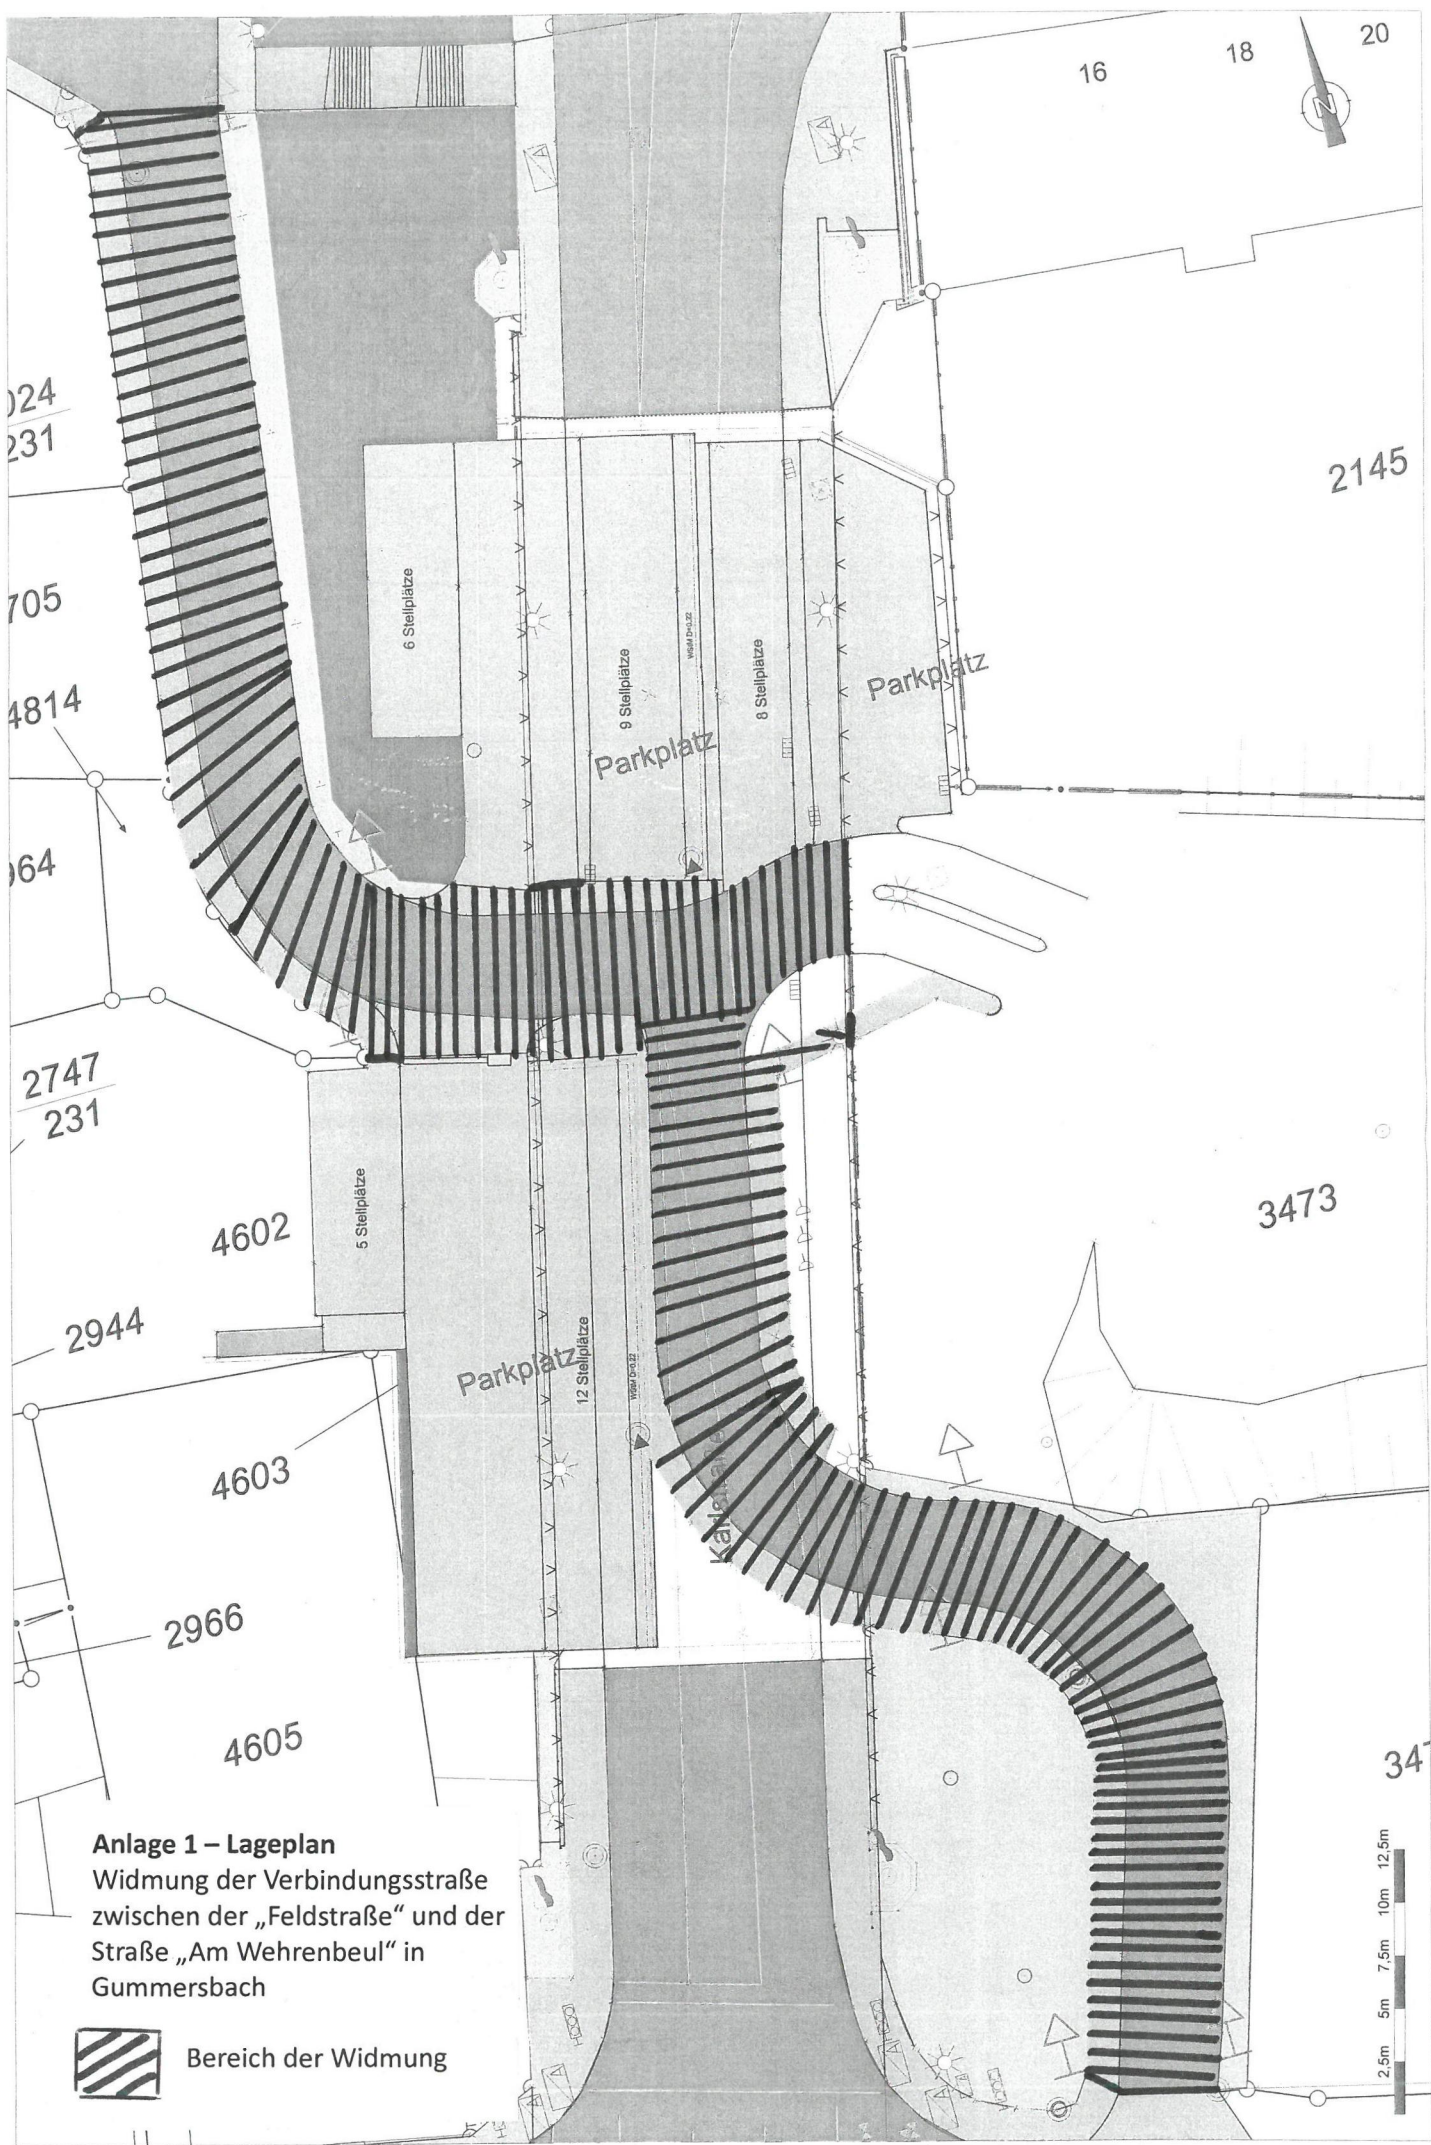 16
18
20
N
024
231
2145
705
6 Stellplätze
9 Stellplätze
8 Stellplätze
Parkplatz
Parkplatz
4814
964
2747
231
4602
5 Stellplätze
3473
2944
Parkplatz
12 Stellplätze
4603
2966
4605
347
Anlage 1 – Lageplan
Widmung der Verbindungsstraße
zwischen der „Feldstraße“ und der
Straße „Am Wehrenbeul“ in
Gummersbach
Bereich der Widmung
12,5m
10m
7,5m
5m
2,5m